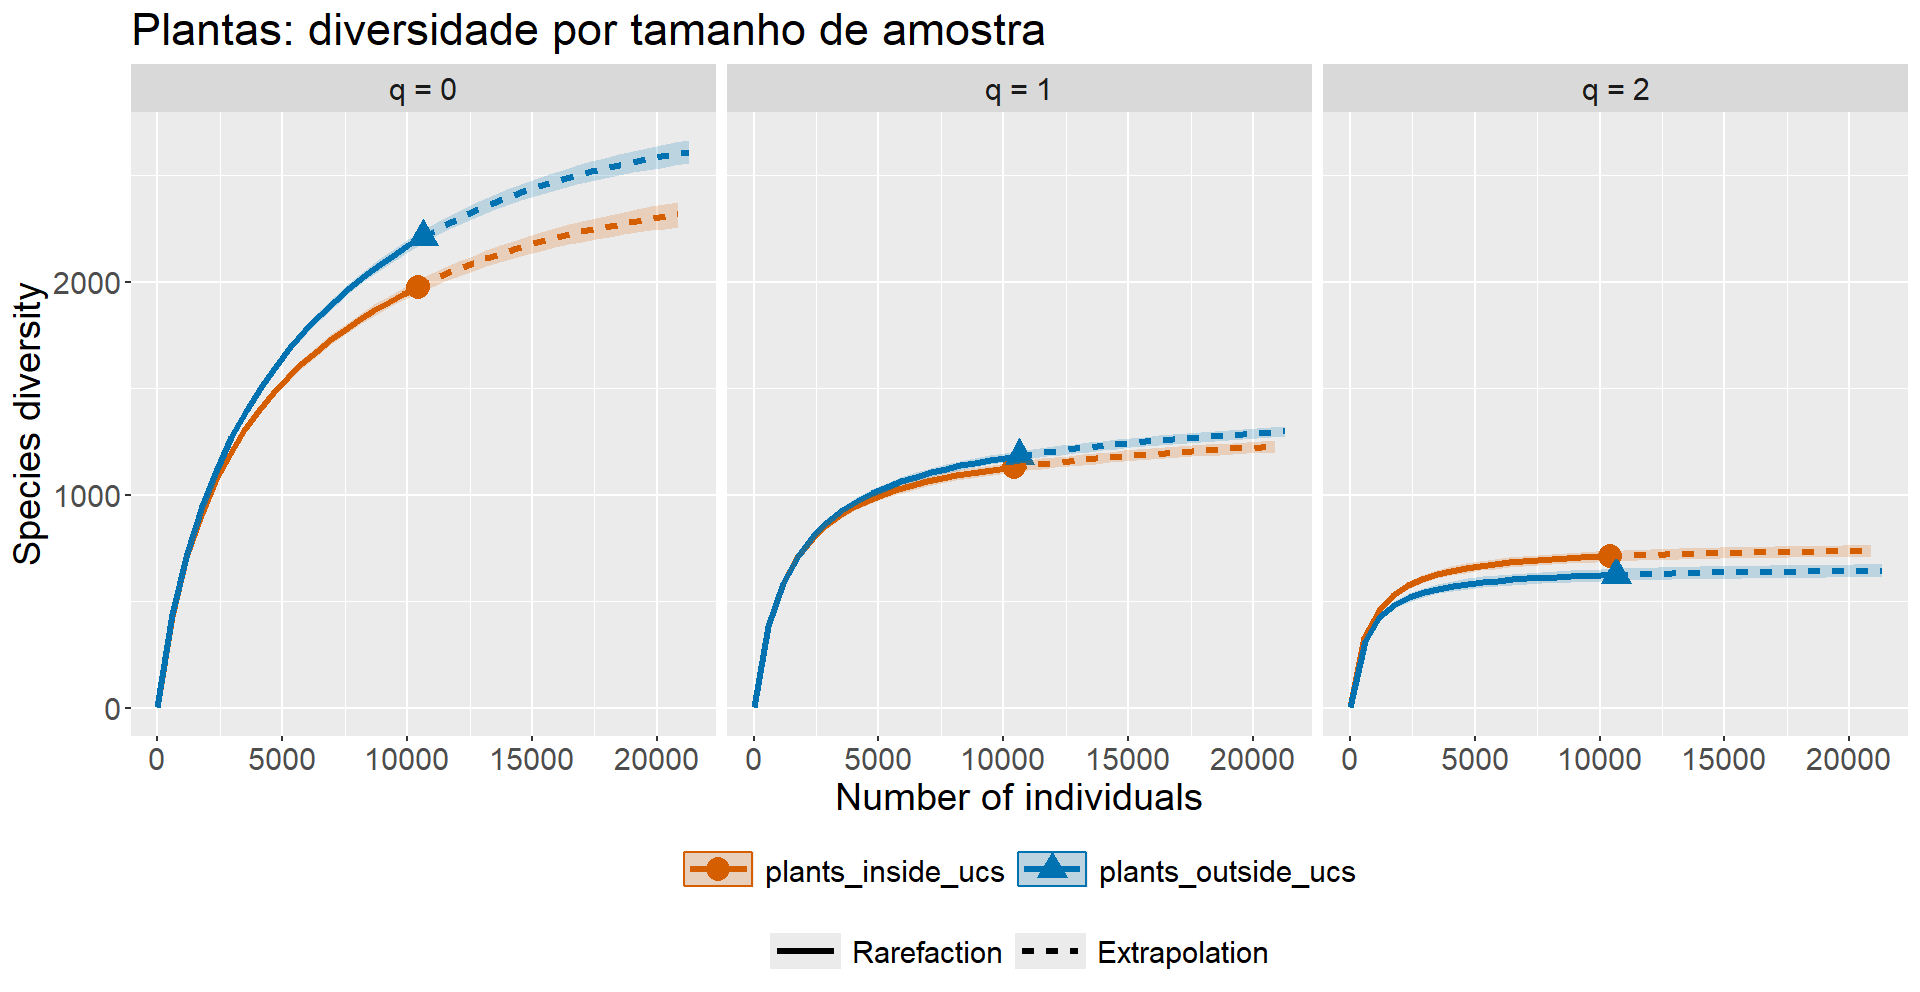 Plantas: diversidade por tamanho de amostra
q = 0
q = 1
q = 2
Species diversity
2000
1000
0
0 5000 10000 15000 20000
0 5000 10000 15000 20000
0 5000 10000 15000 20000
Number of individuals
plants_inside_ucs plants_outside_ucs
Rarefaction Extrapolation